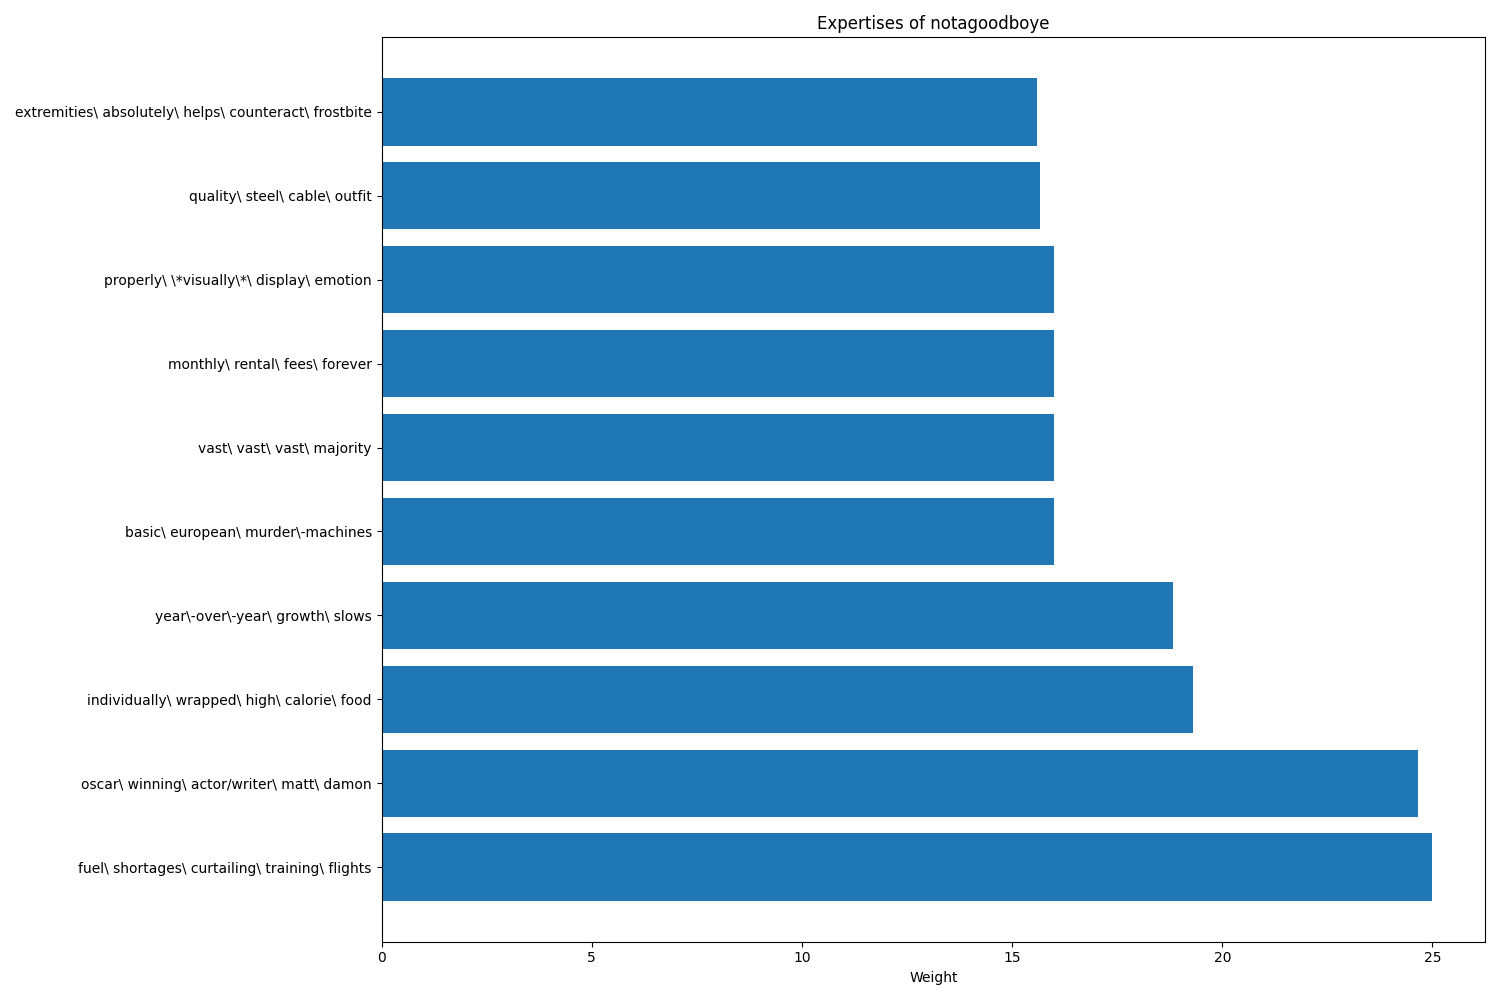 Expertises of notagoodboye
extremities\ absolutely\ helps\ counteract\ frostbite
quality\ steel\ cable\ outfit
properly\ \*visually\*\ display\ emotion
monthly\ rental\ fees\ forever
vast\ vast\ vast\ majority
basic\ european\ murder\-machines
year\-over\-year\ growth\ slows
individually\ wrapped\ high\ calorie\ food
oscar\ winning\ actor/writer\ matt\ damon
fuel\ shortages\ curtailing\ training\ flights
0 5 10 15 20 25
Weight